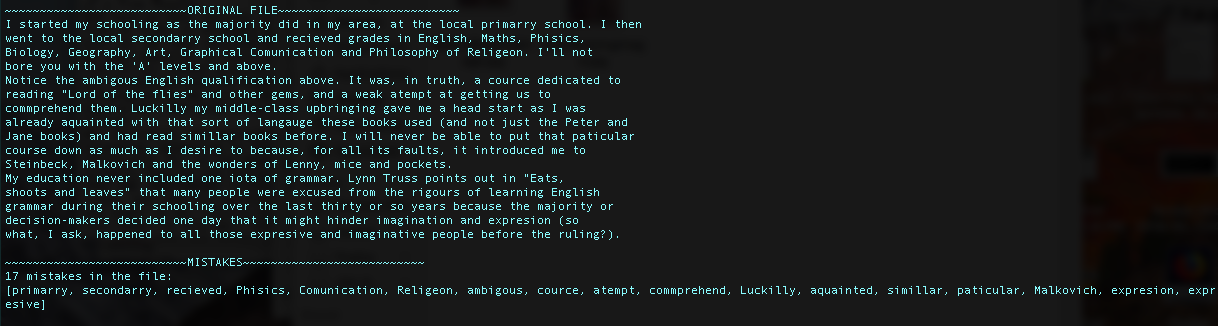 ~~~~~~~~~~~~~~~~~~~~~~~~~~ORIGINAL FILE~~~~~~~~~~~~~~~~~~~~~~~~~~
I started my schooling as the majority did in my area, at the local primarry school. I then
went to the local secondarry school and recieved grades in English, Maths, Phisics,
Biology, Geography, Art, Graphical Comunication and Philosophy of Religeon. I'll not
bore you with the 'A' levels and above.
Notice the ambigous English qualification above. It was, in truth, a cource dedicated to
reading "Lord of the flies" and other gems, and a weak atempt at getting us to
commprehend them. Luckilly my middle-class upbringing gave me a head start as I was
already aquainted with that sort of langauge these books used (and not just the Peter and
Jane books) and had read simillar books before. I will never be able to put that paticular
course down as much as I desire to because, for all its faults, it introduced me to
Steinbeck, Malkovich and the wonders of Lenny, mice and pockets.
My education never included one iota of grammar. Lynn Truss points out in "Eats,
shoots and leaves" that many people were excused from the rigours of learning English
grammar during their schooling over the last thirty or so years because the majority or
decision-makers decided one day that it might hinder imagination and expresion (so
what, I ask, happened to all those expresive and imaginative people before the ruling?).
~~~~~~~~~~~~~~~~~~~~~~~~~~MISTAKES~~~~~~~~~~~~~~~~~~~~~~~~~~
17 mistakes in the file:
[primarry, secondarry, recieved, Phisics, Comunication, Religeon, ambigous, cource, atempt, commprehend, Luckilly, aquainted, simillar, paticular, Malkovich, expresion, expr
esive]